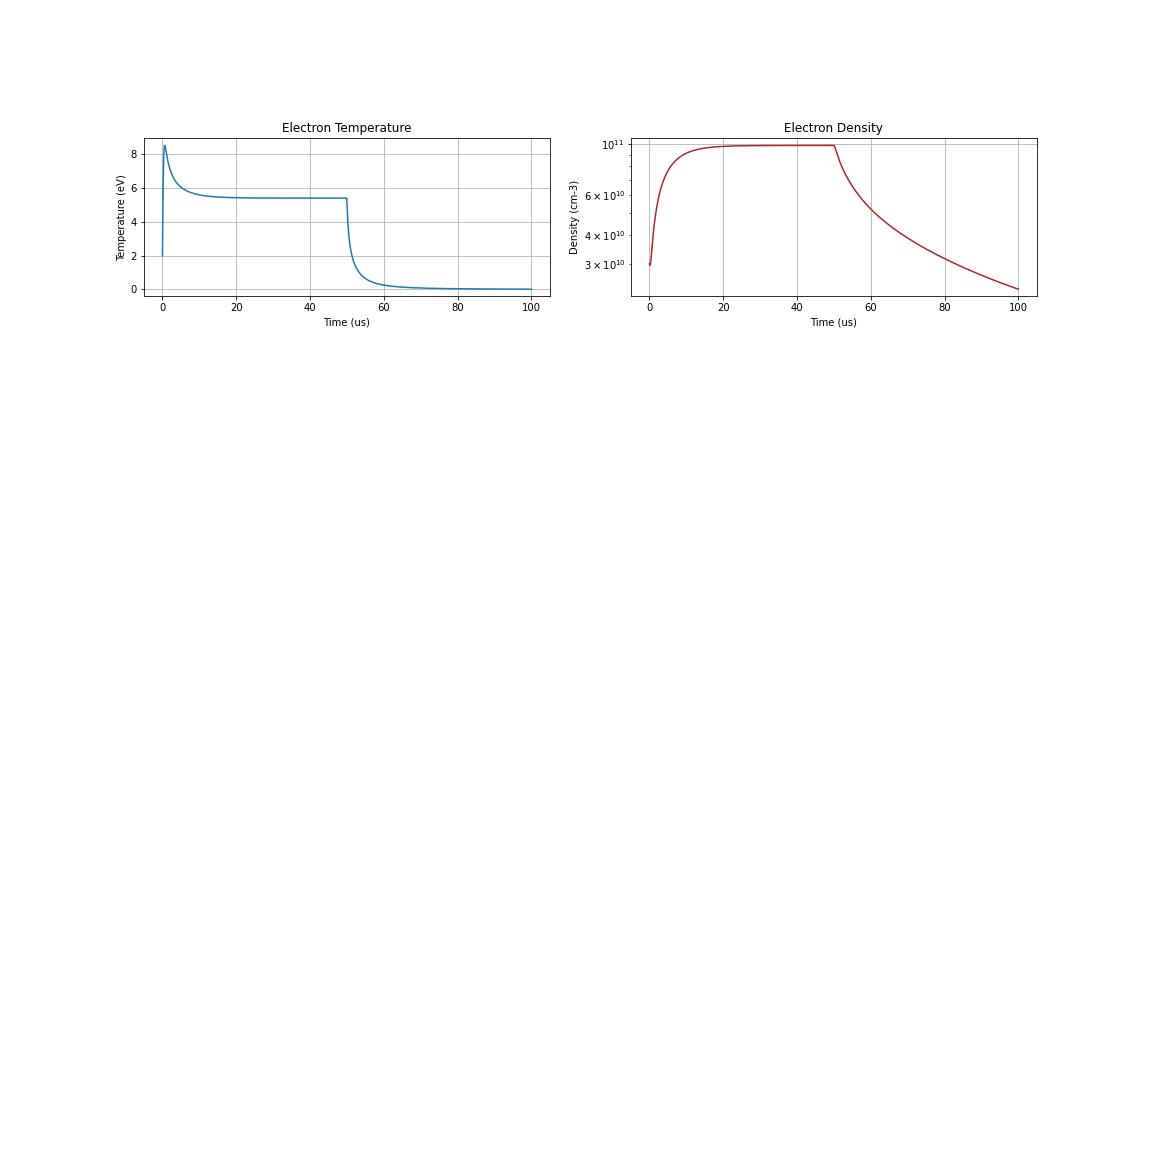 Electron Temperature
Temperature (eV)
8
6
4
2
0
0 20 40 60 80 100
Time (us)
Electron Density
Density (cm-3)
10¹¹
6 × 10¹⁰
4 × 10¹⁰
3 × 10¹⁰
0 20 40 60 80 100
Time (us)